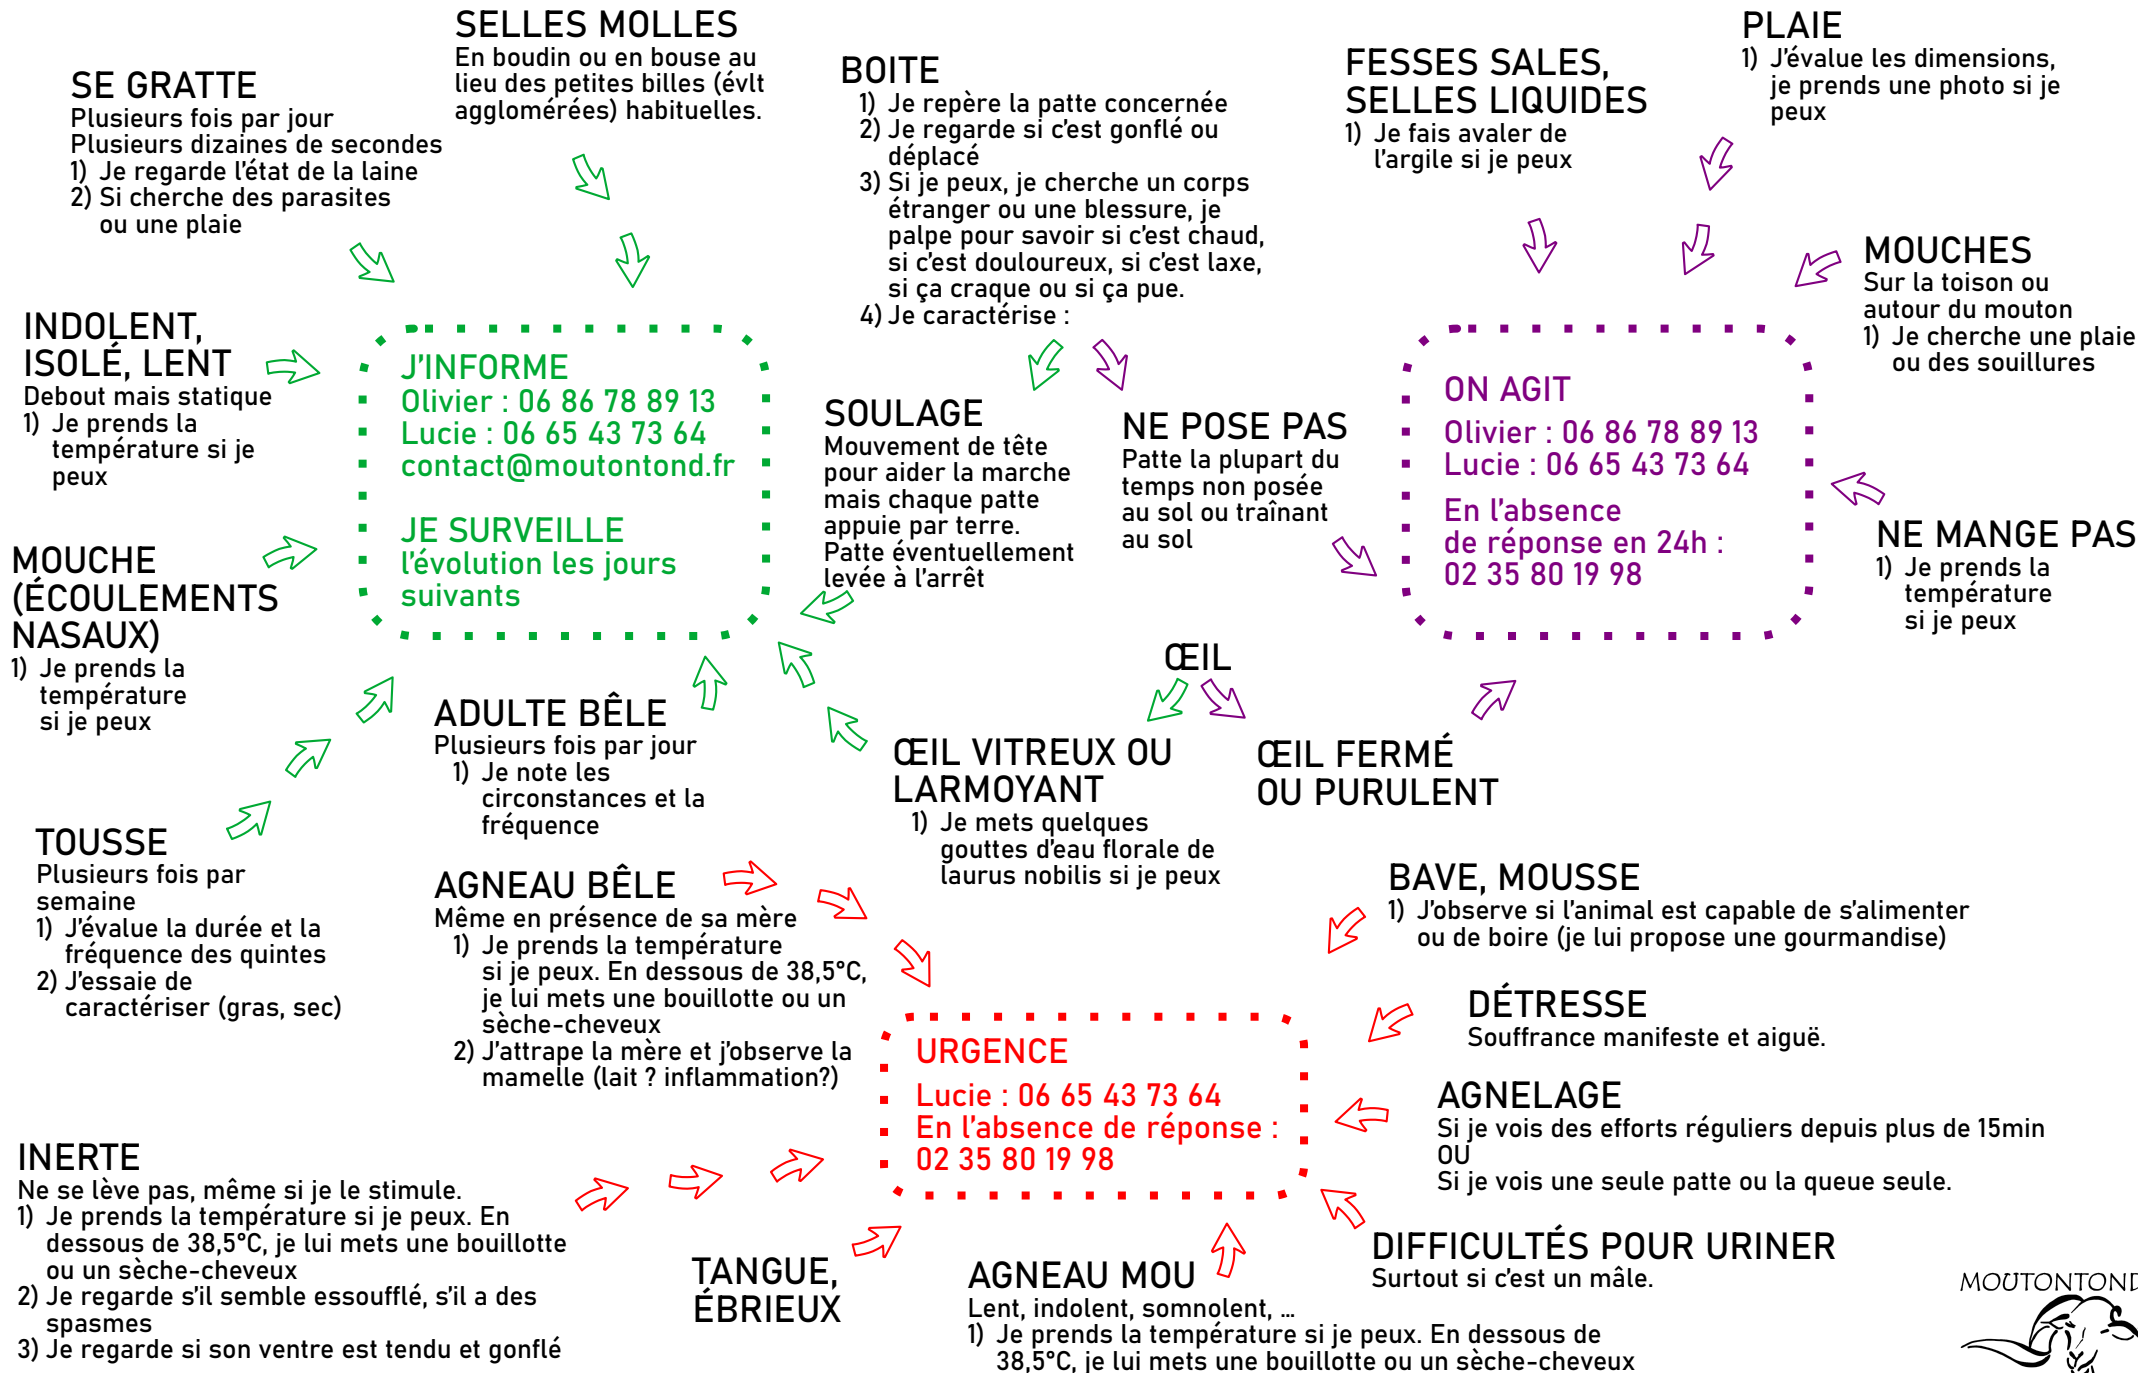 SELLES MOLLES
En boudin ou en bouse au
lieu des petites billes (évlt
agglomérées) habituelles.
SE GRATTE
Plusieurs fois par jour
Plusieurs dizaines de secondes
1) Je regarde l'état de la laine
2) Si cherche des parasites
ou une plaie
BOITE
1) Je repère la patte concernée
2) Je regarde si c'est gonflé ou
déplacé
3) Si je peux, je cherche un corps
étranger ou une blessure, je
palpe pour savoir si c'est chaud,
si c'est douloureux, si c'est laxe,
si ça craque ou si ça pue.
4) Je caractérise :
FESSES SALES,
SELLES LIQUIDES
1) Je fais avaler de
l'argile si je peux
PLAIE
1) J'évalue les dimensions,
je prends une photo si je
peux
MOUCHES
Sur la toison ou
autour du mouton
1) Je cherche une plaie
ou des souillures
INDOLENT,
ISOLÉ, LENT
Debout mais statique
1) Je prends la
température si je
peux
J'INFORME
Olivier : 06 86 78 89 13
Lucie : 06 65 43 73 64
contact@moutontond.fr
JE SURVEILLE
l'évolution les jours
suivants
SOULAGE
Mouvement de tête
pour aider la marche
mais chaque patte
appuie par terre.
Patte éventuellement
levée à l'arrêt
NE POSE PAS
Patte la plupart du
temps non posée
au sol ou traînant
au sol
ON AGIT
Olivier : 06 86 78 89 13
Lucie : 06 65 43 73 64
En l'absence
de réponse en 24h :
02 35 80 19 98
NE MANGE PAS
1) Je prends la
température
si je peux
MOUCHE
(ÉCOULEMENTS
NASAUX)
1) Je prends la
température
si je peux
ŒIL
ADULTE BÊLE
Plusieurs fois par jour
1) Je note les
circonstances et la
fréquence
ŒIL VITREUX OU
LARMOYANT
1) Je mets quelques
gouttes d'eau florale de
laurus nobilis si je peux
ŒIL FERMÉ
OU PURULENT
TOUSSE
Plusieurs fois par
semaine
1) J'évalue la durée et la
fréquence des quintes
2) J'essaie de
caractériser (gras, sec)
AGNEAU BÊLE
Même en présence de sa mère
1) Je prends la température
si je peux. En dessous de 38,5°C,
je lui mets une bouillotte ou un
sèche-cheveux
2) J'attrape la mère et j'observe la
mamelle (lait ? inflammation?)
BAVE, MOUSSE
1) J'observe si l'animal est capable de s'alimenter
ou de boire (je lui propose une gourmandise)
DÉTRESSE
Souffrance manifeste et aiguë.
URGENCE
Lucie : 06 65 43 73 64
En l'absence de réponse :
02 35 80 19 98
AGNELAGE
Si je vois des efforts réguliers depuis plus de 15min
OU
Si je vois une seule patte ou la queue seule.
INERTE
Ne se lève pas, même si je le stimule.
1) Je prends la température si je peux. En
dessous de 38,5°C, je lui mets une bouillotte
ou un sèche-cheveux
2) Je regarde s'il semble essoufflé, s'il a des
spasmes
3) Je regarde si son ventre est tendu et gonflé
TANGUE,
ÉBRIEUX
AGNEAU MOU
Lent, indolent, somnolent, ...
1) Je prends la température si je peux. En dessous de
38,5°C, je lui mets une bouillotte ou un sèche-cheveux
DIFFICULTÉS POUR URINER
Surtout si c'est un mâle.
MOUTONTOND